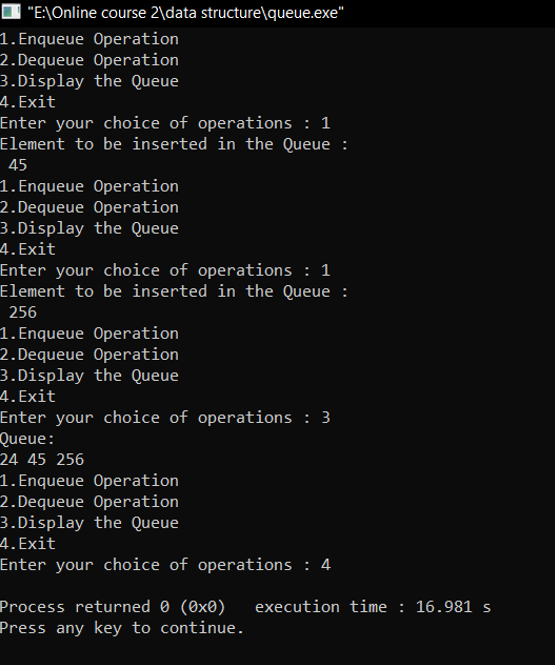 "E:\Online course 2\data structure\queue.exe"
1.Enqueue Operation
2.Dequeue Operation
3.Display the Queue
4.Exit
Enter your choice of operations : 1
Element to be inserted in the Queue :
 45
1.Enqueue Operation
2.Dequeue Operation
3.Display the Queue
4.Exit
Enter your choice of operations : 1
Element to be inserted in the Queue :
 256
1.Enqueue Operation
2.Dequeue Operation
3.Display the Queue
4.Exit
Enter your choice of operations : 3
Queue:
24 45 256
1.Enqueue Operation
2.Dequeue Operation
3.Display the Queue
4.Exit
Enter your choice of operations : 4

Process returned 0 (0x0)   execution time : 16.981 s
Press any key to continue.